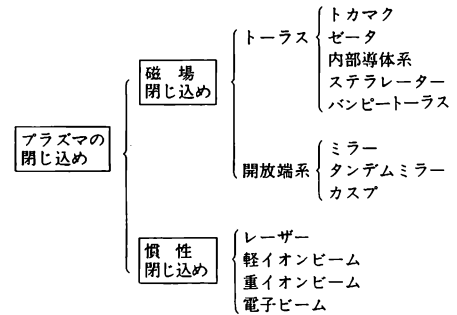 プラズマの
閉じ込め
磁場
閉じ込め
トーラス
トカマク
ゼータ
内部導体系
ステラレーター
バンピートーラス
開放端系
ミラー
タンデムミラー
カスプ
慣性
閉じ込め
レーザー
軽イオンビーム
重イオンビーム
電子ビーム